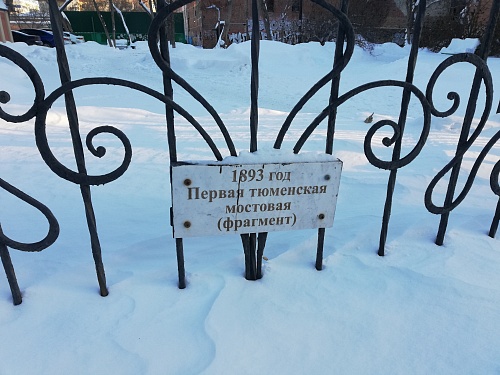 1893 год
Первая тюменская
мостовая
(фрагмент)